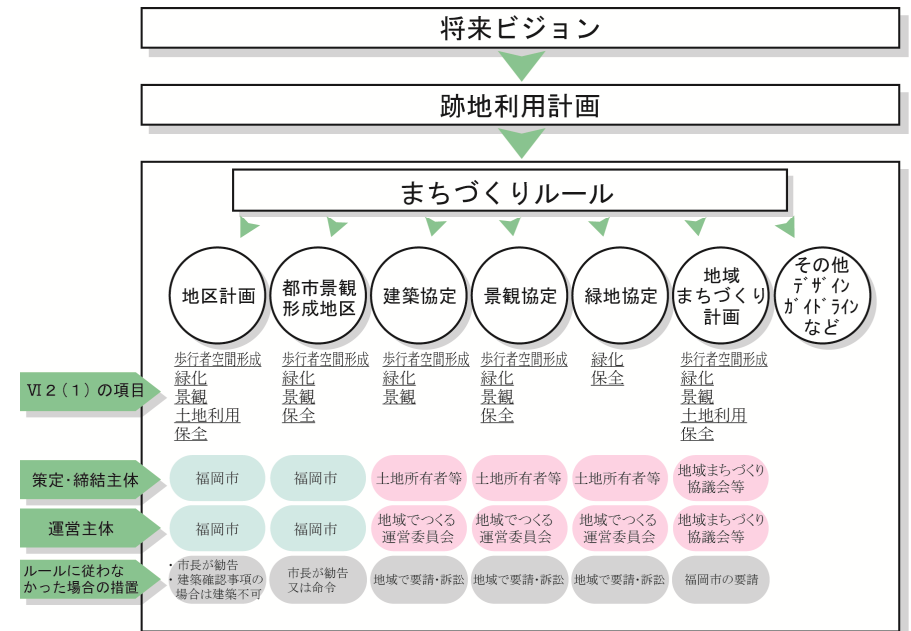 将来ビジョン
跡地利用計画
まちづくりルール
地区計画
都市景観
形成地区
建築協定
景観協定
緑地協定
地域
まちづくり
計画
その他
デザイン
ガイドライン
など
Ⅵ２(１)の項目
歩行者空間形成
緑化
景観
土地利用
保全
歩行者空間形成
緑化
景観
保全
歩行者空間形成
緑化
景観
歩行者空間形成
緑化
景観
保全
緑化
保全
歩行者空間形成
緑化
景観
土地利用
保全
策定・締結主体
福岡市
福岡市
土地所有者等
土地所有者等
土地所有者等
地域まちづくり
協議会等
運営主体
福岡市
福岡市
地域でつくる
運営委員会
地域でつくる
運営委員会
地域でつくる
運営委員会
地域まちづくり
協議会等
ルールに従わな
かった場合の措置
・市長が勧告
・建築確認事項の
場合は建築不可
市長が勧告
又は命令
地域で要請・訴訟
地域で要請・訴訟
地域で要請・訴訟
福岡市の要請